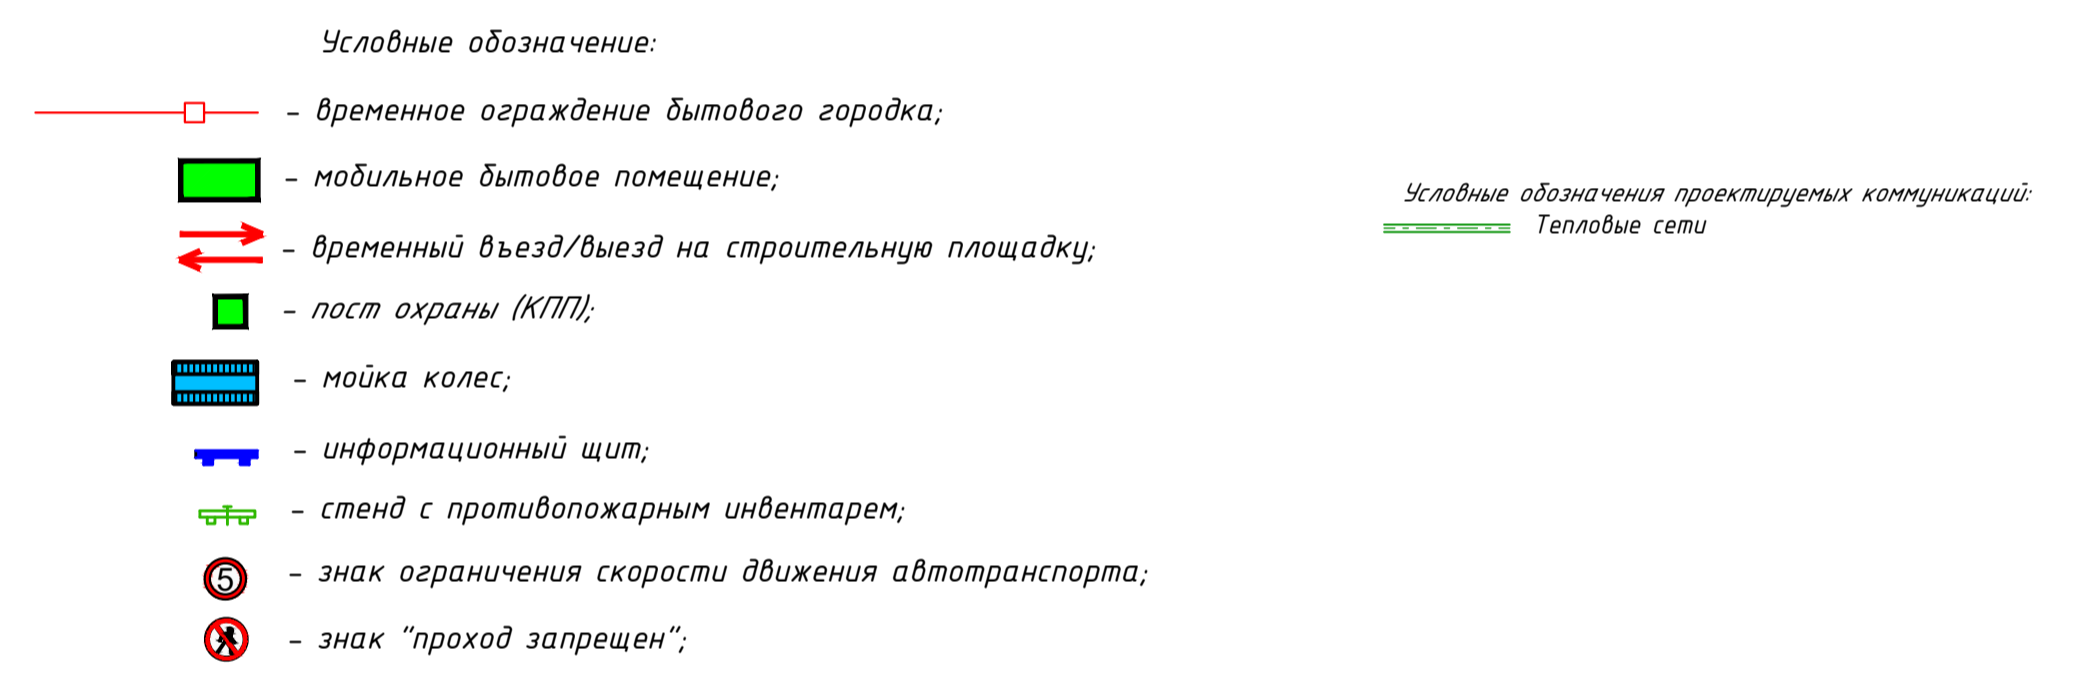 Условные обозначение:
- временное ограждение бытового городка;
- мобильное бытовое помещение;
- временный въезд/выезд на строительную площадку;
- пост охраны (КПП);
- мойка колес;
- информационный щит;
- стенд с противопожарным инвентарем;
5 - знак ограничения скорости движения автотранспорта;
- знак "проход запрещен";
Условные обозначения проектируемых коммуникаций:
Тепловые сети